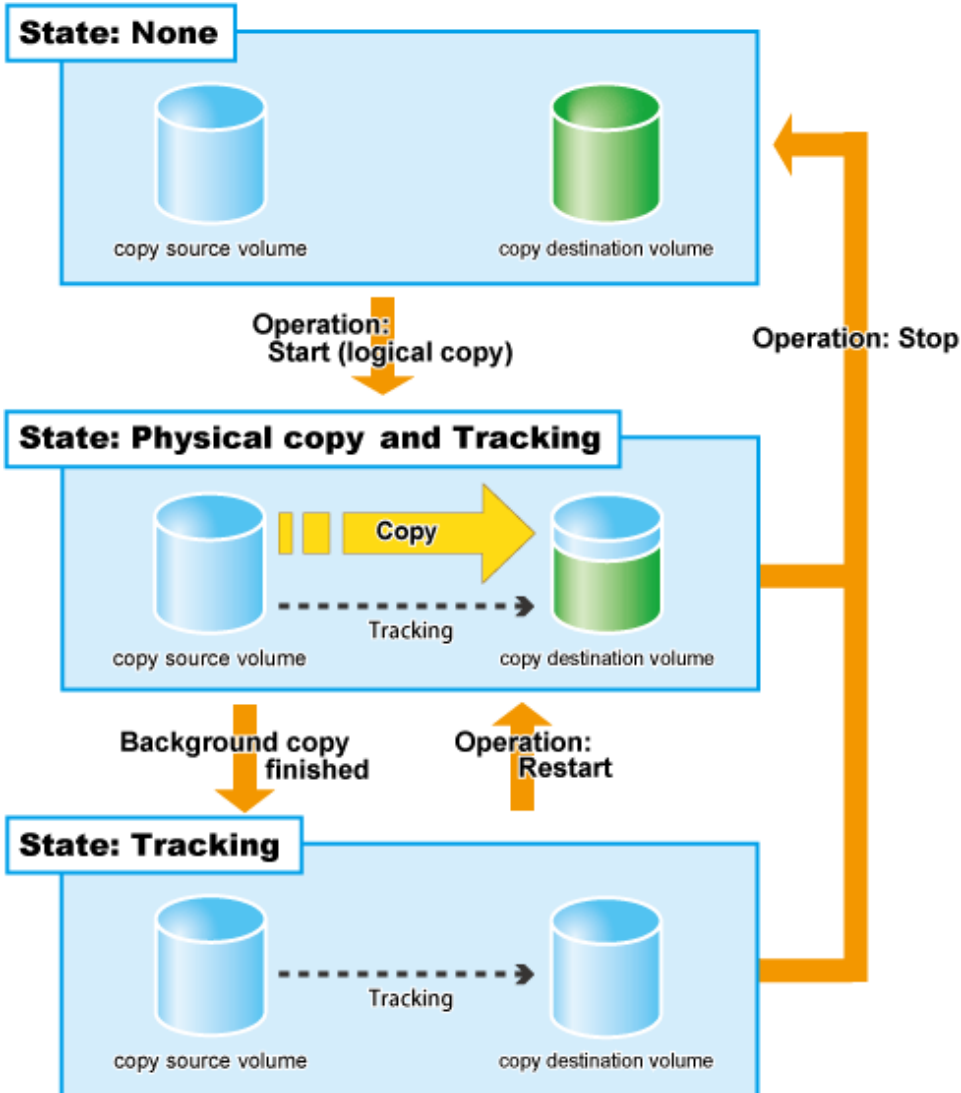 State: None
copy source volume
copy destination volume
Operation:
Start (logical copy)
Operation: Stop
State: Physical copy and Tracking
Copy
Tracking
copy source volume
copy destination volume
Background copy
finished
Operation:
Restart
State: Tracking
Tracking
copy source volume
copy destination volume